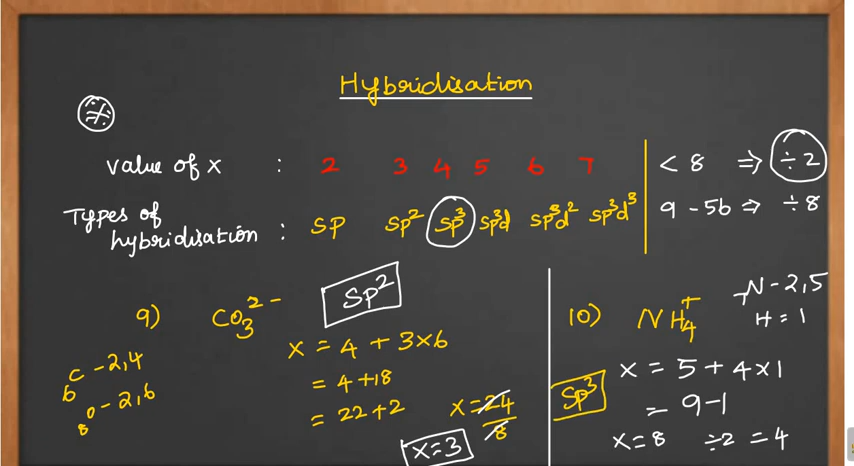 Hybridisation
value of x : 2 3 4 5 6 7
< 8 ⇒ ÷2
Types of hybridisation : sp sp² sp³ sp³d sp³d² sp³d³
9 - 56 ⇒ ÷8
9) CO₃²⁻
sp²
C - 2,4
6
O - 2,6
8
x = 4 + 3×6
= 4+18
= 22+2
x = 24/8
x=3
10) NH₄⁺
N - 2,5
H = 1
x = 5 + 4×1
= 9-1
x=8 ÷2 = 4
sp³